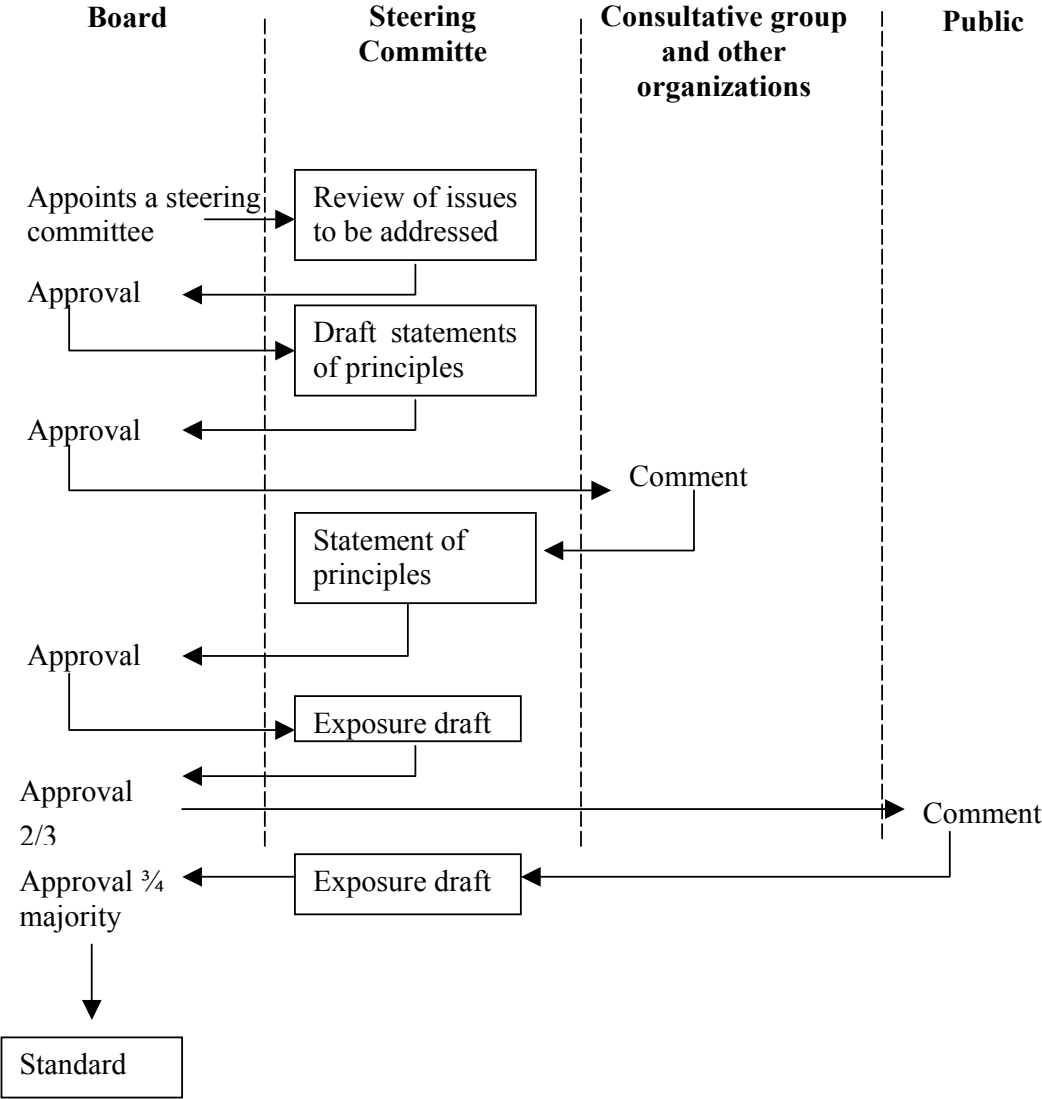 Board
Steering
Committe
Consultative group
and other
organizations
Public
Appoints a steering
committee
Review of issues
to be addressed
Approval
Draft statements
of principles
Approval
Comment
Statement of
principles
Approval
Exposure draft
Approval
2/3
Comment
Approval ¾
majority
Exposure draft
Standard